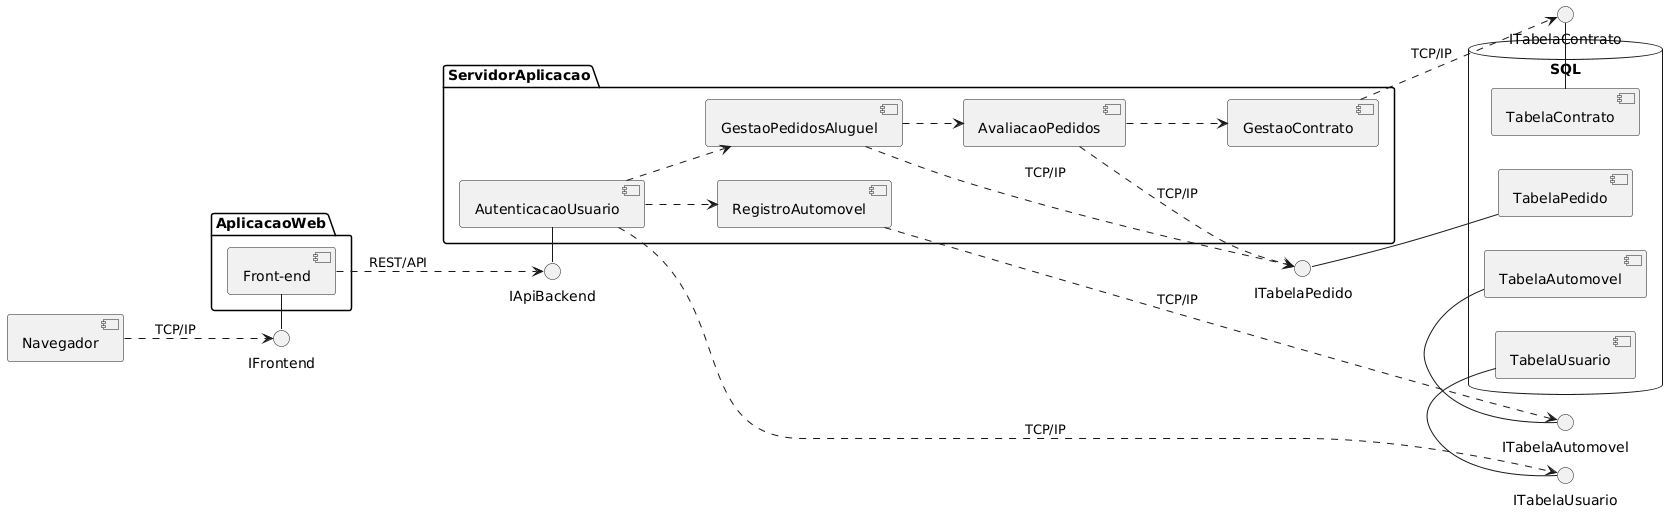 ITabelaContrato
TCP/IP
SQL
ServidorAplicacao
TabelaContrato
GestaoPedidosAluguel
AvaliacaoPedidos
GestaoContrato
TCP/IP
TCP/IP
TabelaPedido
AutenticacaoUsuario
RegistroAutomovel
AplicacaoWeb
REST/API
Front-end
TabelaAutomovel
IApiBackend
ITabelaPedido
TCP/IP
TCP/IP
Navegador
IFrontend
TabelaUsuario
TCP/IP
ITabelaAutomovel
ITabelaUsuario